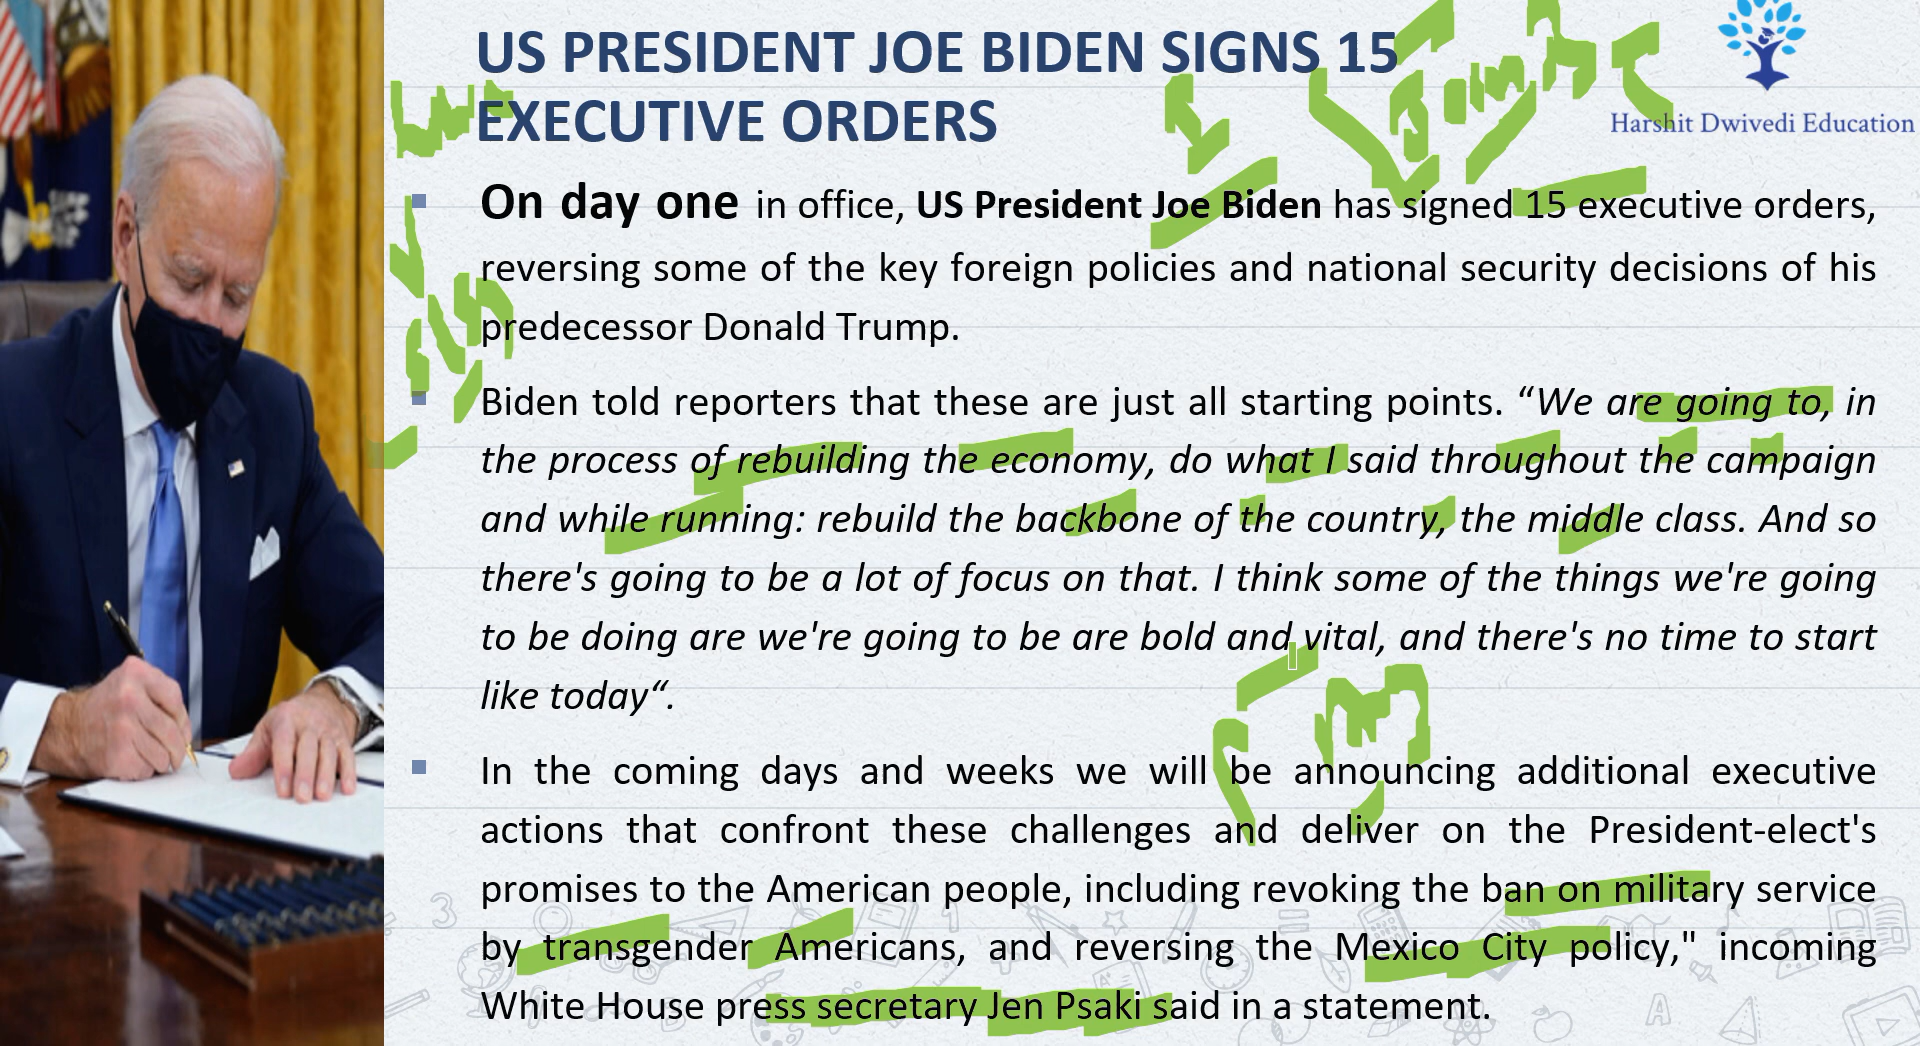 US PRESIDENT JOE BIDEN SIGNS 15
EXECUTIVE ORDERS
Harshit Dwivedi Education
On day one in office, US President Joe Biden has signed 15 executive orders,
reversing some of the key foreign policies and national security decisions of his
predecessor Donald Trump.
Biden told reporters that these are just all starting points. “We are going to, in
the process of rebuilding the economy, do what I said throughout the campaign
and while running: rebuild the backbone of the country, the middle class. And so
there's going to be a lot of focus on that. I think some of the things we're going
to be doing are we're going to be are bold and vital, and there's no time to start
like today“.
In the coming days and weeks we will be announcing additional executive
actions that confront these challenges and deliver on the President-elect's
promises to the American people, including revoking the ban on military service
by transgender Americans, and reversing the Mexico City policy," incoming
White House press secretary Jen Psaki said in a statement.